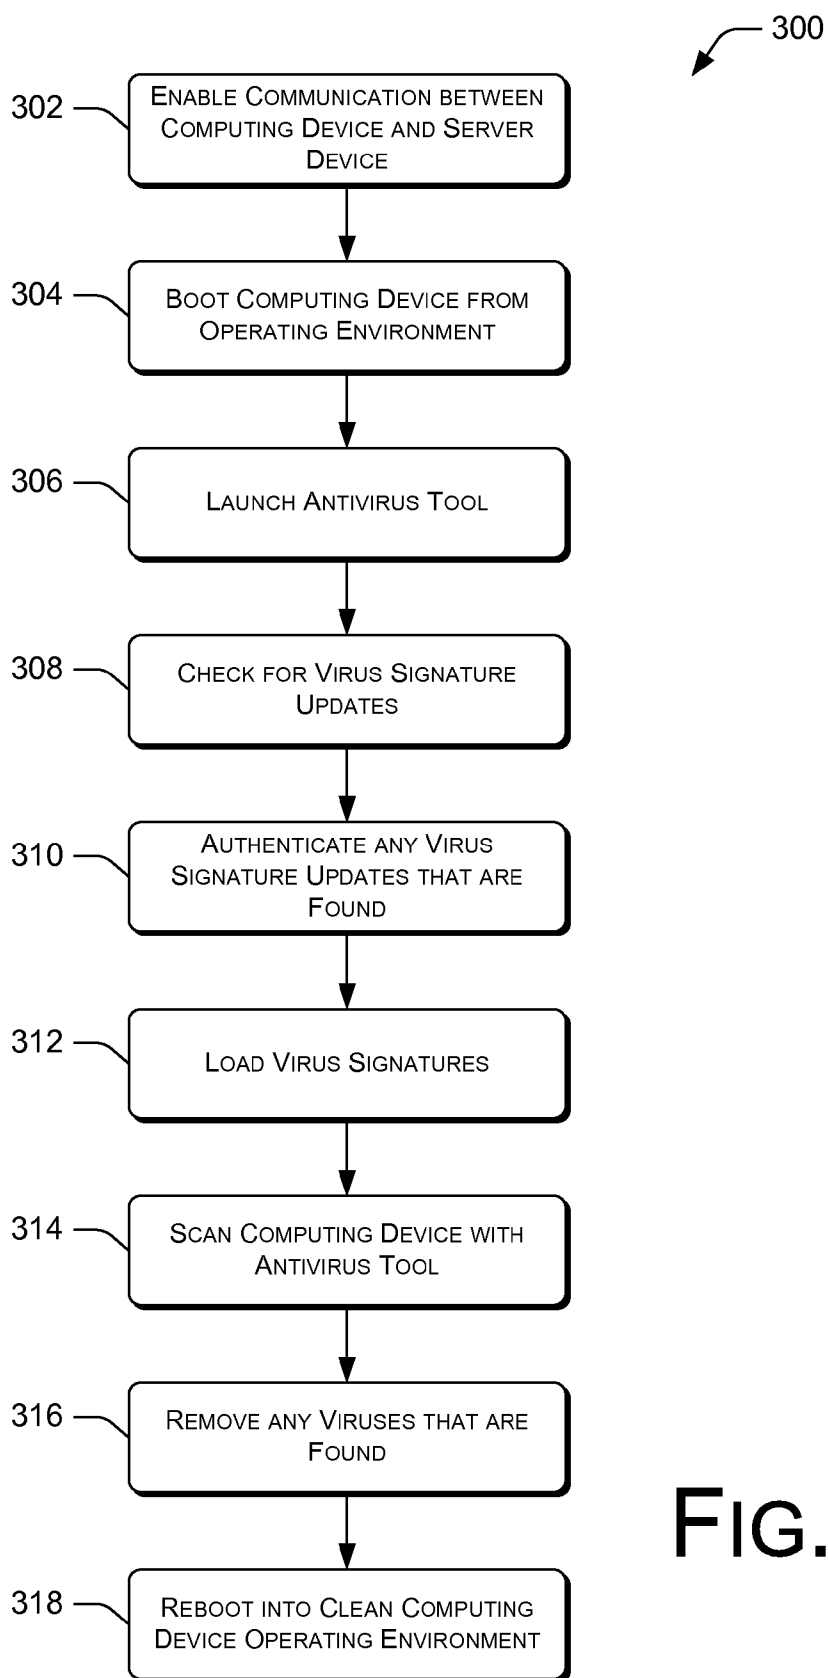 300
302
ENABLE COMMUNICATION BETWEEN
COMPUTING DEVICE AND SERVER
DEVICE
304
BOOT COMPUTING DEVICE FROM
OPERATING ENVIRONMENT
306
LAUNCH ANTIVIRUS TOOL
308
CHECK FOR VIRUS SIGNATURE
UPDATES
310
AUTHENTICATE ANY VIRUS
SIGNATURE UPDATES THAT ARE
FOUND
312
LOAD VIRUS SIGNATURES
314
SCAN COMPUTING DEVICE WITH
ANTIVIRUS TOOL
316
REMOVE ANY VIRUSES THAT ARE
FOUND
FIG.
318
REBOOT INTO CLEAN COMPUTING
DEVICE OPERATING ENVIRONMENT